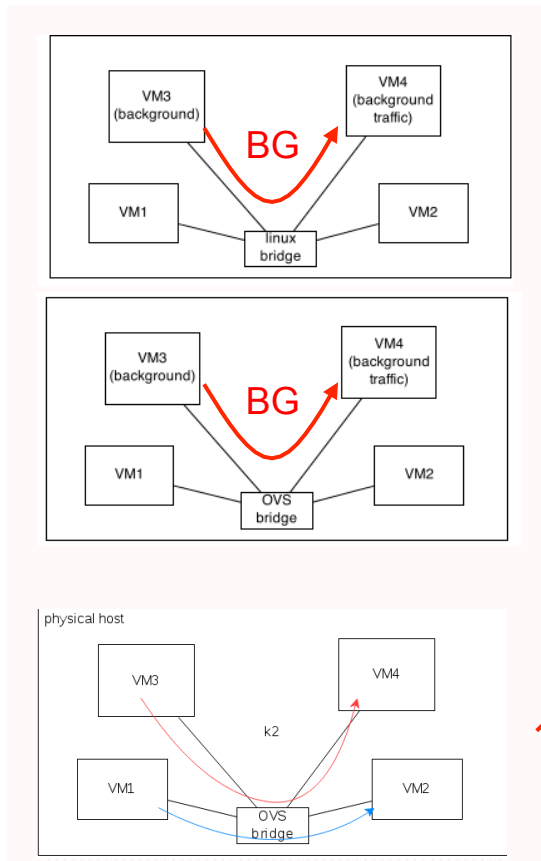 VM3
(background)
VM4
(background
traffic)
BG
VM1
VM2
linux
bridge
VM3
(background)
VM4
(background
traffic)
BG
VM1
VM2
OVS
bridge
physical host
VM3
VM4
k2
VM1
VM2
OVS
bridge